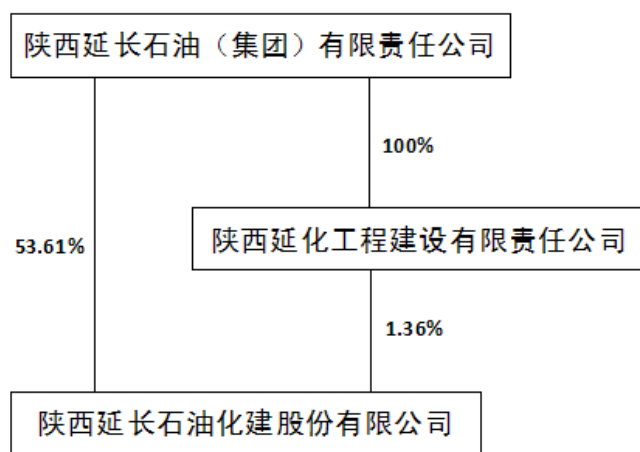 陕西延长石油（集团）有限责任公司
100%
陕西延化工程建设有限责任公司
53.61%
1.36%
陕西延长石油化建股份有限公司